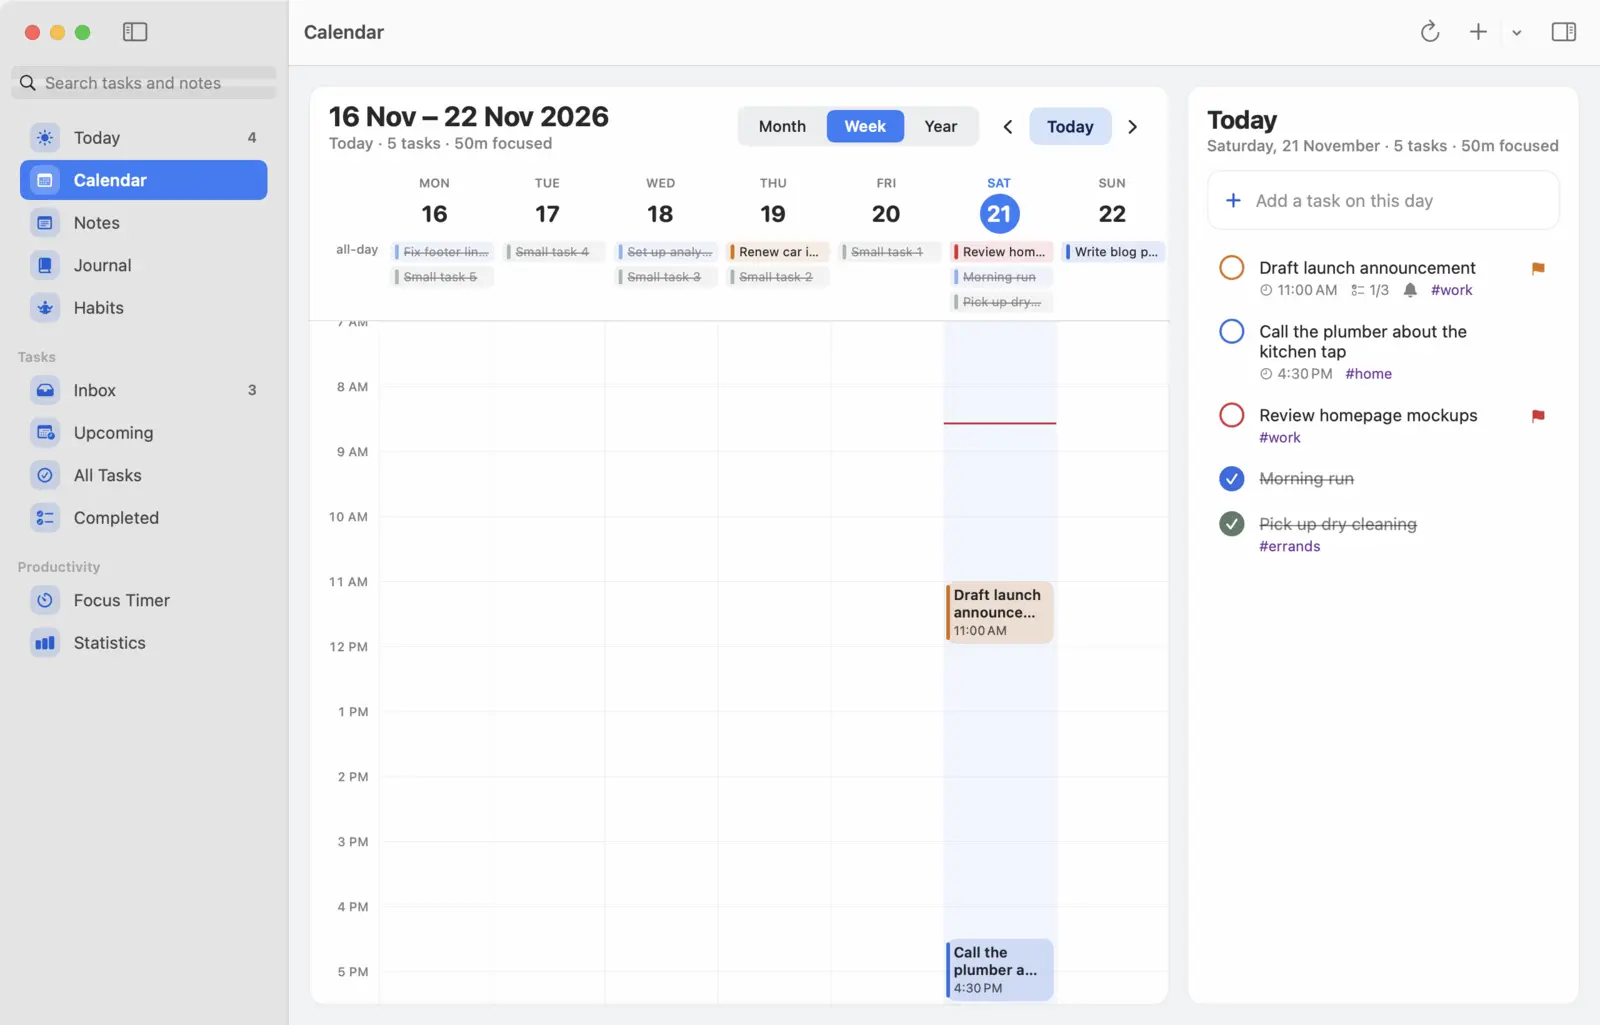 Calendar
Search tasks and notes
Today 4
Calendar
Notes
Journal
Habits
Tasks
Inbox 3
Upcoming
All Tasks
Completed
Productivity
Focus Timer
Statistics
16 Nov – 22 Nov 2026
Today · 5 tasks · 50m focused
Month Week Year Today
MON TUE WED THU FRI SAT SUN
16 17 18 19 20 21 22
all-day Fix footer lin... Small task 4 Set up analy... Renew car i... Small task 1 Review hom... Write blog p...
Small task 5 Small task 3 Small task 2 Morning run
Pick up dry...
7 AM
8 AM
9 AM
10 AM
11 AM
Draft launch
announce...
11:00 AM
12 PM
1 PM
2 PM
3 PM
4 PM
Call the
plumber a...
4:30 PM
5 PM
Today
Saturday, 21 November · 5 tasks · 50m focused
Add a task on this day
Draft launch announcement
11:00 AM 1/3 #work
Call the plumber about the
kitchen tap
4:30 PM #home
Review homepage mockups
#work
Morning run
Pick up dry cleaning
#errands